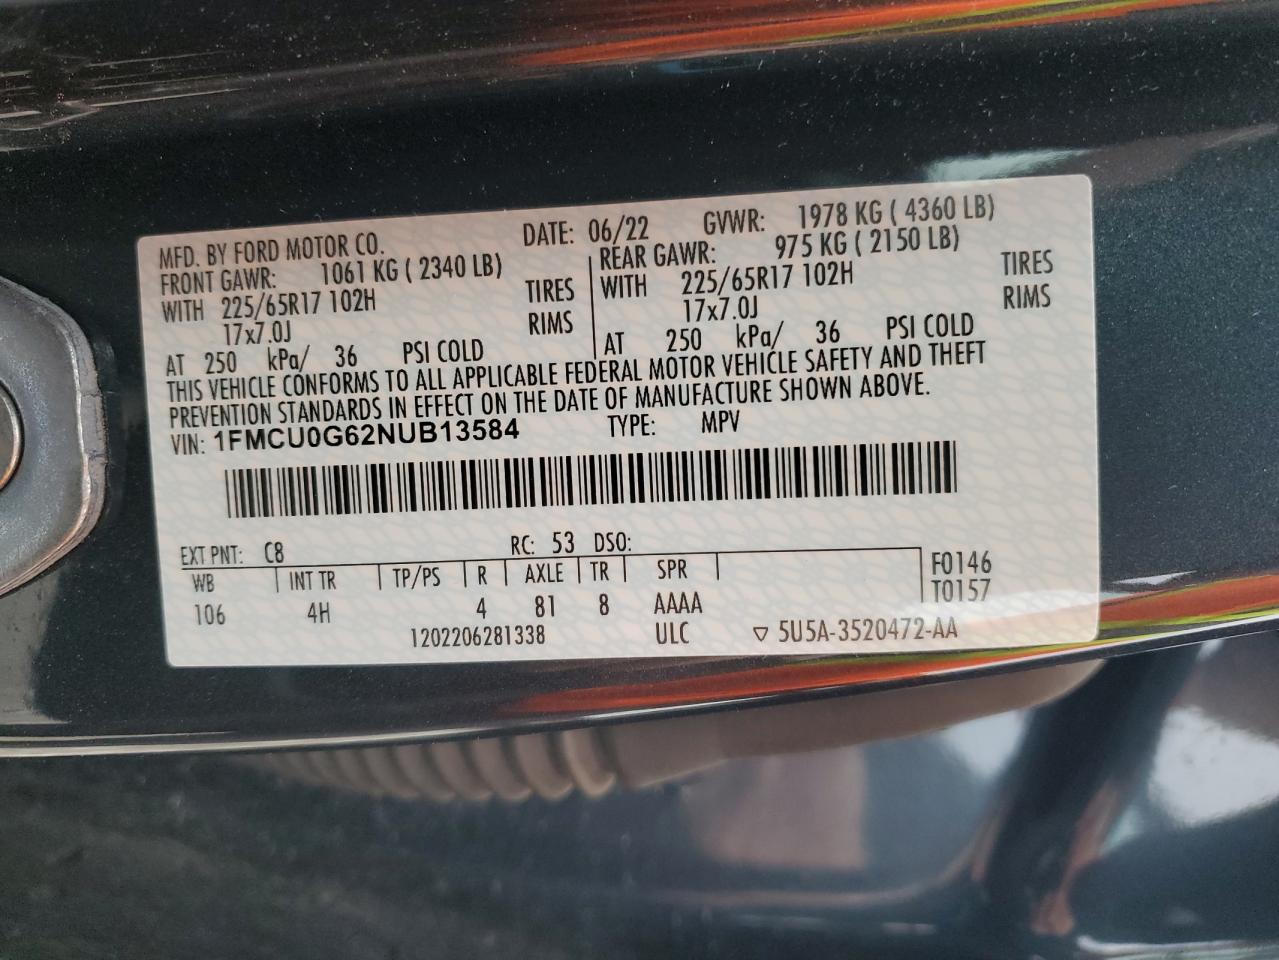 MFD. BY FORD MOTOR CO. DATE: 06/22 GVWR: 1978 KG ( 4360 LB)
FRONT GAWR: 1061 KG ( 2340 LB) REAR GAWR: 975 KG ( 2150 LB)
WITH 225/65R17 102H TIRES WITH 225/65R17 102H TIRES
17x7.0J RIMS 17x7.0J RIMS
AT 250 kPa/ 36 PSI COLD AT 250 kPa/ 36 PSI COLD
THIS VEHICLE CONFORMS TO ALL APPLICABLE FEDERAL MOTOR VEHICLE SAFETY AND THEFT
PREVENTION STANDARDS IN EFFECT ON THE DATE OF MANUFACTURE SHOWN ABOVE.
VIN: 1FMCU0G62NUB13584 TYPE: MPV
EXT PNT: C8 RC: 53 DSO:
WB INT TR TP/PS R AXLE TR SPR F0146
106 4H 4 81 8 AAAA T0157
1202206281338 ULC ▽ 5U5A-3520472-AA